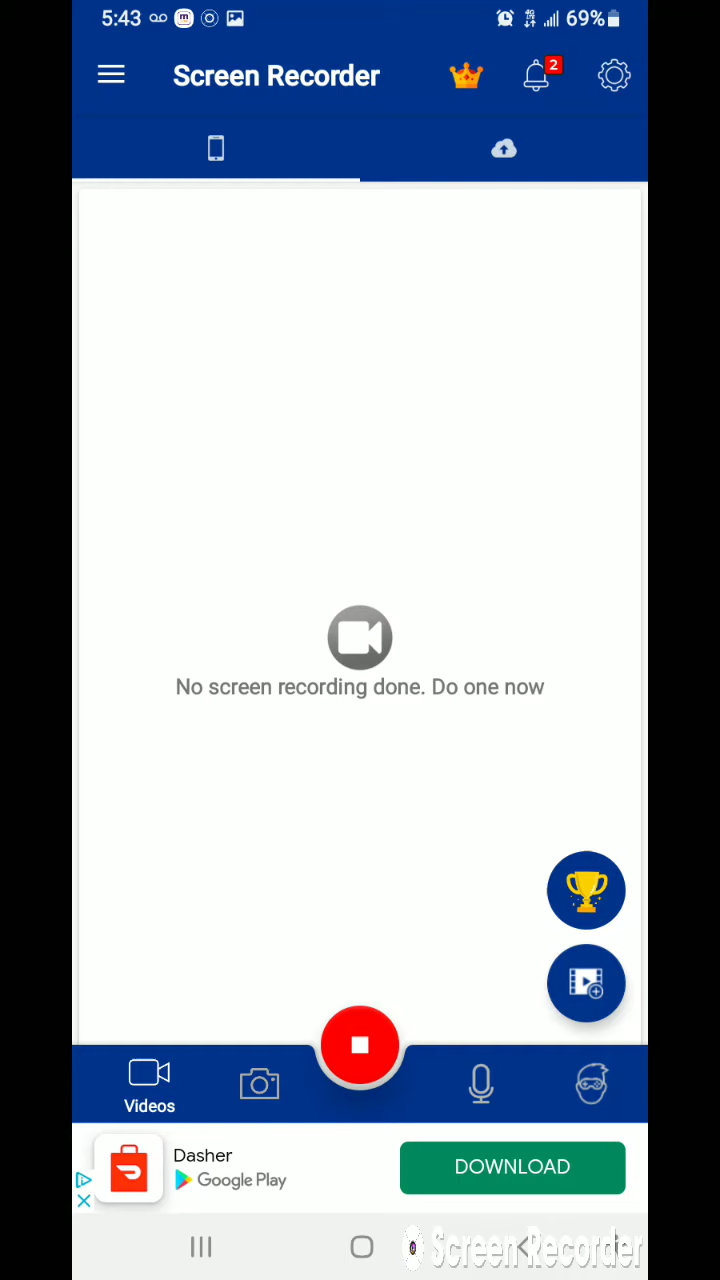 5:43 69%
Screen Recorder 2
No screen recording done. Do one now
Videos
Dasher
Google Play
DOWNLOAD
Screen Recorder